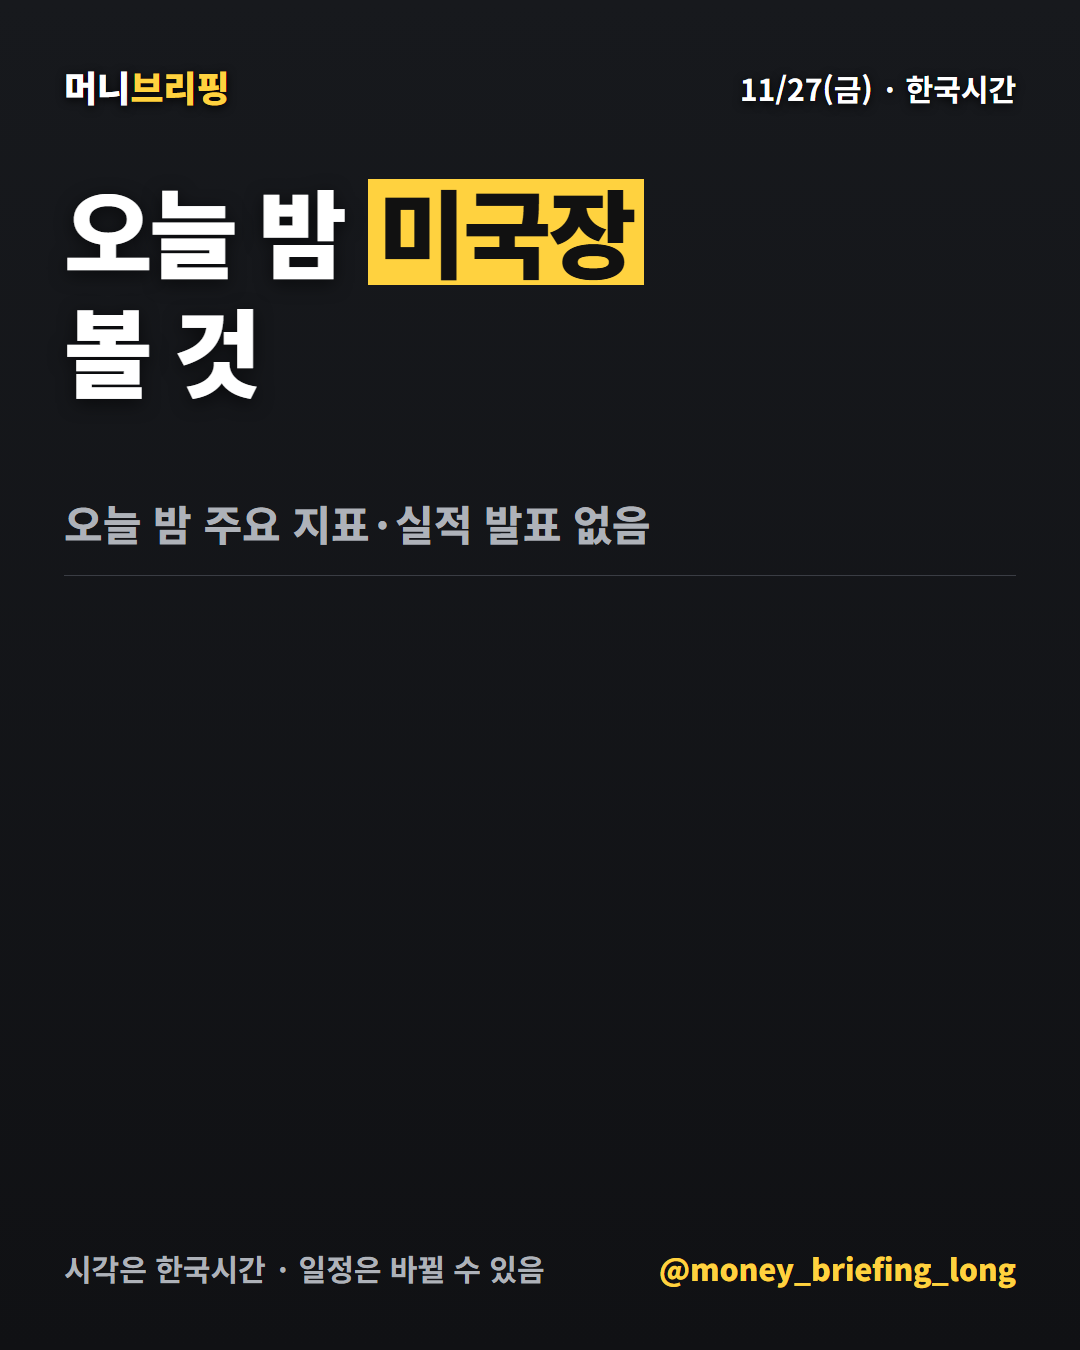 머니브리핑
11/27(금) · 한국시간
오늘 밤 미국장
볼 것
오늘 밤 주요 지표·실적 발표 없음
시각은 한국시간 · 일정은 바뀔 수 있음
@money_briefing_long